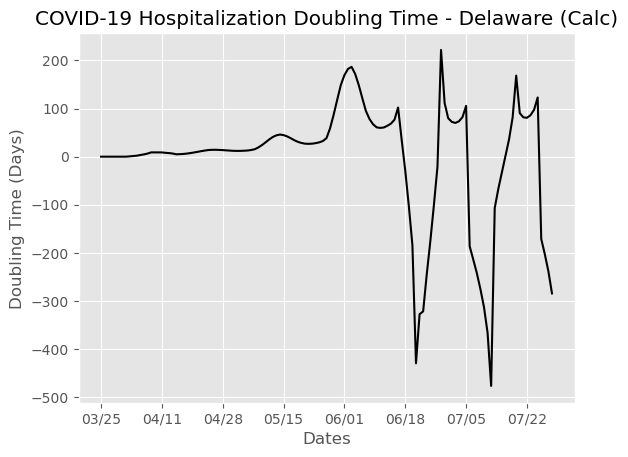 COVID-19 Hospitalization Doubling Time - Delaware (Calc)
Doubling Time (Days)
200
100
0
−100
−200
−300
−400
−500
03/25 04/11 04/28 05/15 06/01 06/18 07/05 07/22
Dates